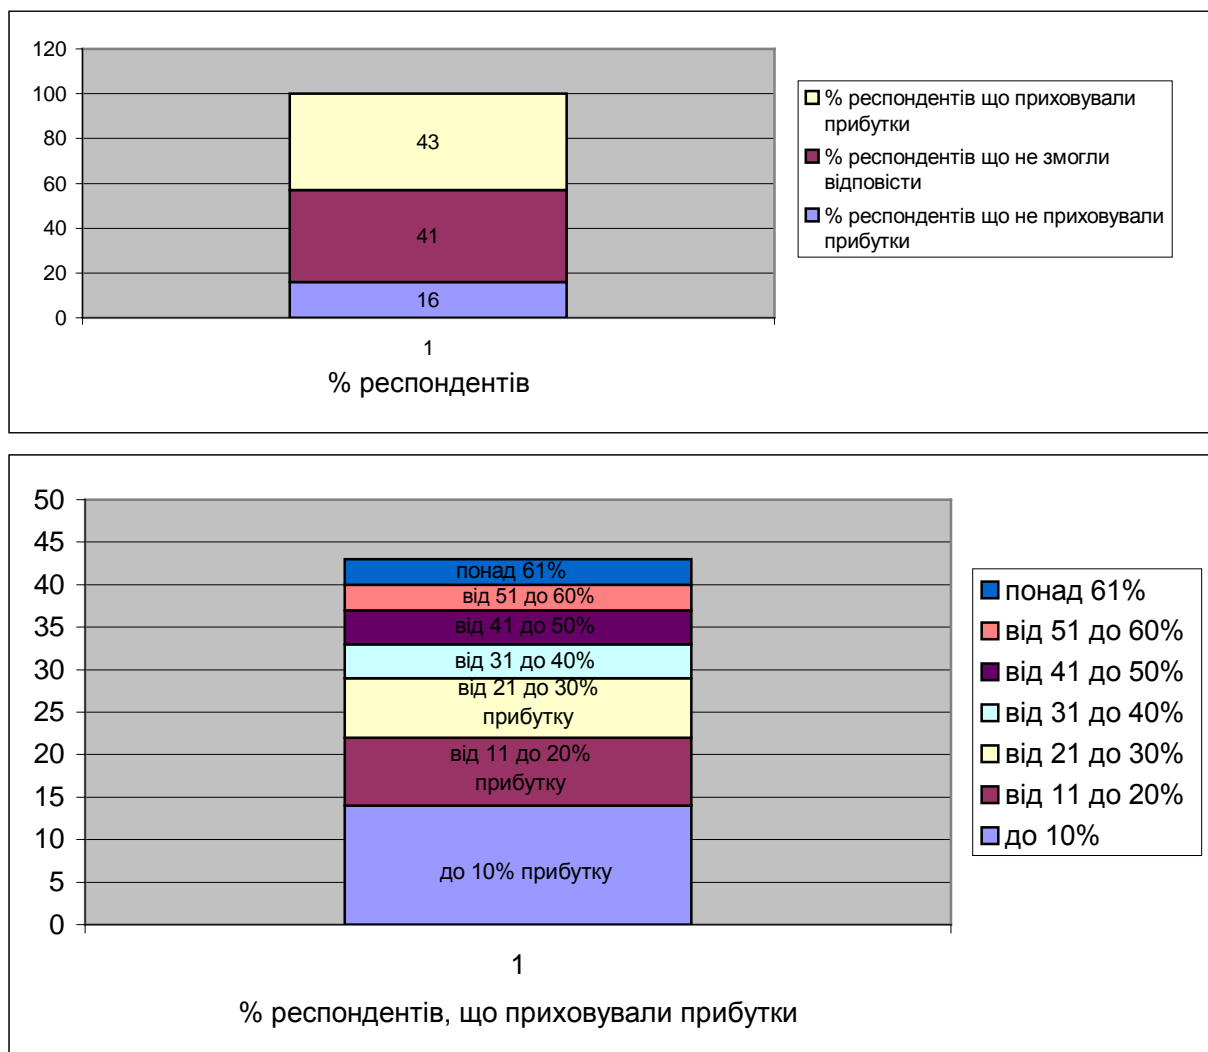 120
100
80
60
40
20
0
43
41
16
1
% респондентів
% респондентів що приховували
прибутки
% респондентів що не змогли
відповісти
% респондентів що не приховували
прибутки
50
45
40
35
30
25
20
15
10
5
0
понад 61%
від 51 до 60%
від 41 до 50%
від 31 до 40%
від 21 до 30%
прибутку
від 11 до 20%
прибутку
до 10% прибутку
1
% респондентів, що приховували прибутки
понад 61%
від 51 до 60%
від 41 до 50%
від 31 до 40%
від 21 до 30%
від 11 до 20%
до 10%